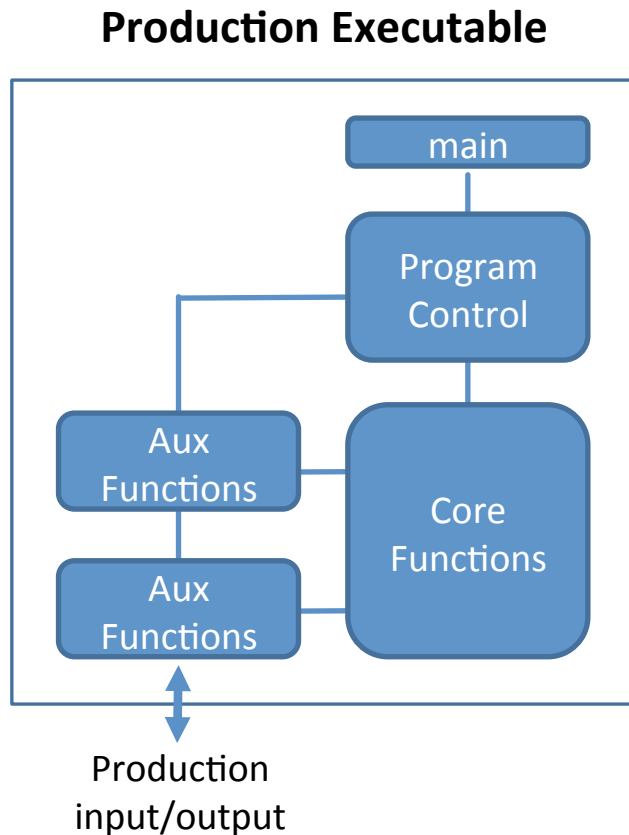 Production Executable
main
Program
Control
Aux
Functions
Core
Functions
Aux
Functions
Production
input/output